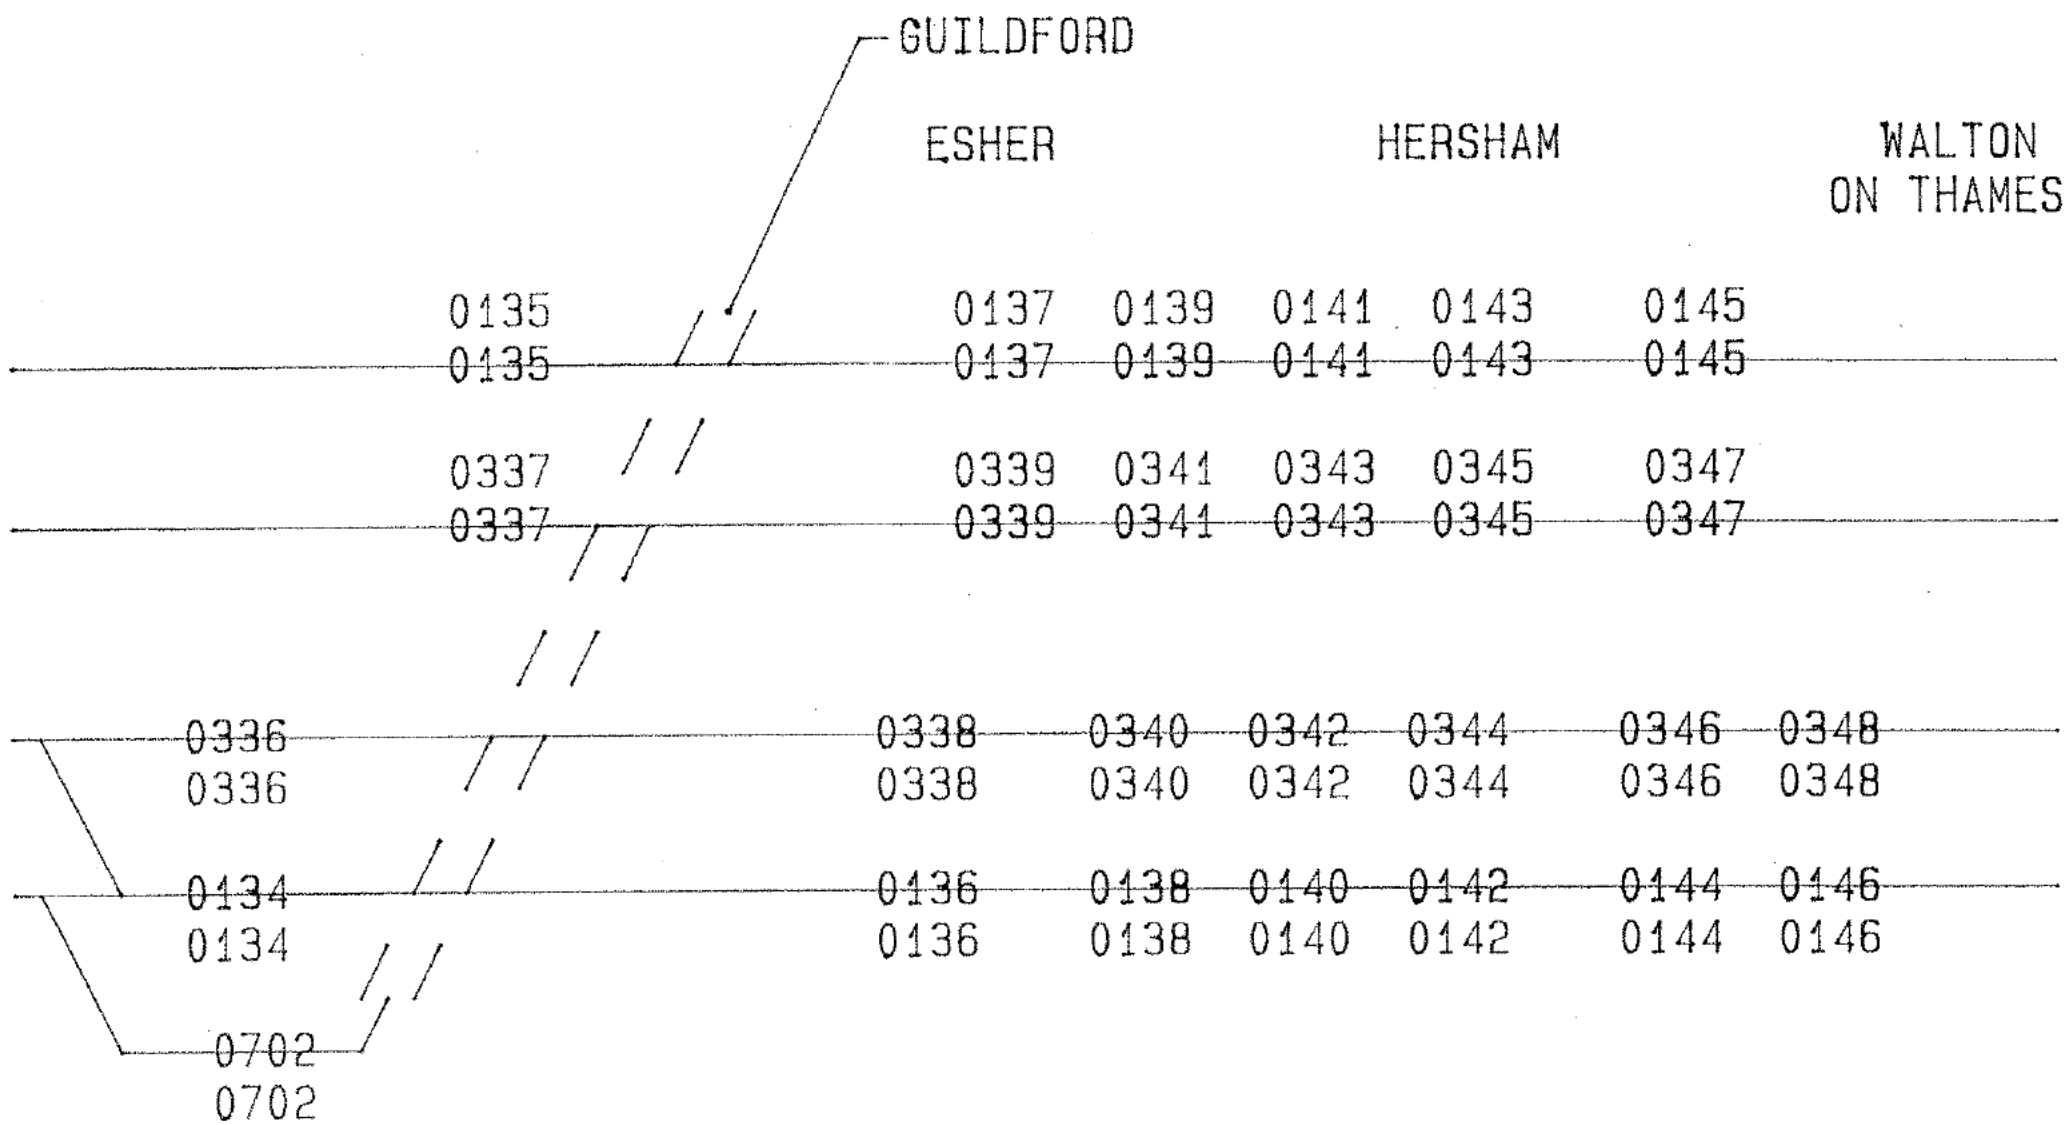 GUILDFORD
ESHER HERSHAM WALTON
ON THAMES
0135 0137 0139 0141 0143 0145
0135 0137 0139 0141 0143 0145
0337 0339 0341 0343 0345 0347
0337 0339 0341 0343 0345 0347
0336 0338 0340 0342 0344 0346 0348
0336 0338 0340 0342 0344 0346 0348
0134 0136 0138 0140 0142 0144 0146
0134 0136 0138 0140 0142 0144 0146
0702
0702